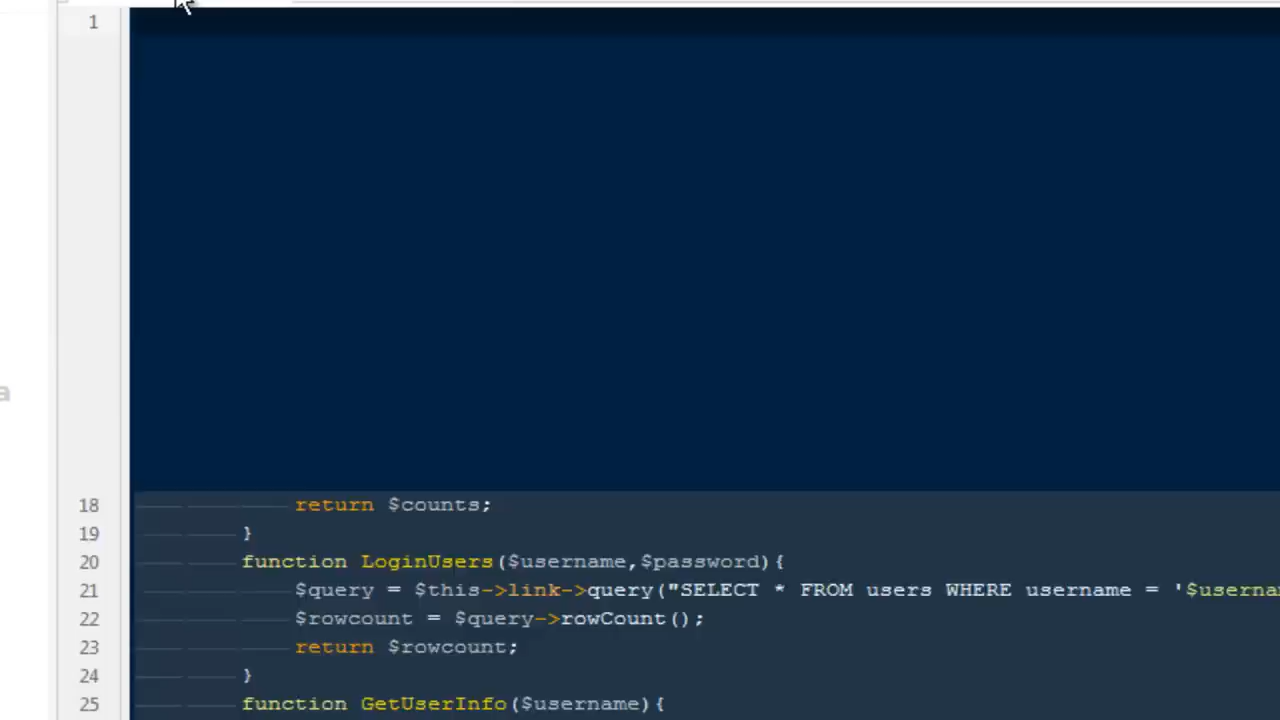 1
a
18 return $counts;
19 }
20 function LoginUsers($username,$password){
21 $query = $this->link->query("SELECT * FROM users WHERE username = '$userna
22 $rowcount = $query->rowCount();
23 return $rowcount;
24 }
25 function GetUserInfo($username){